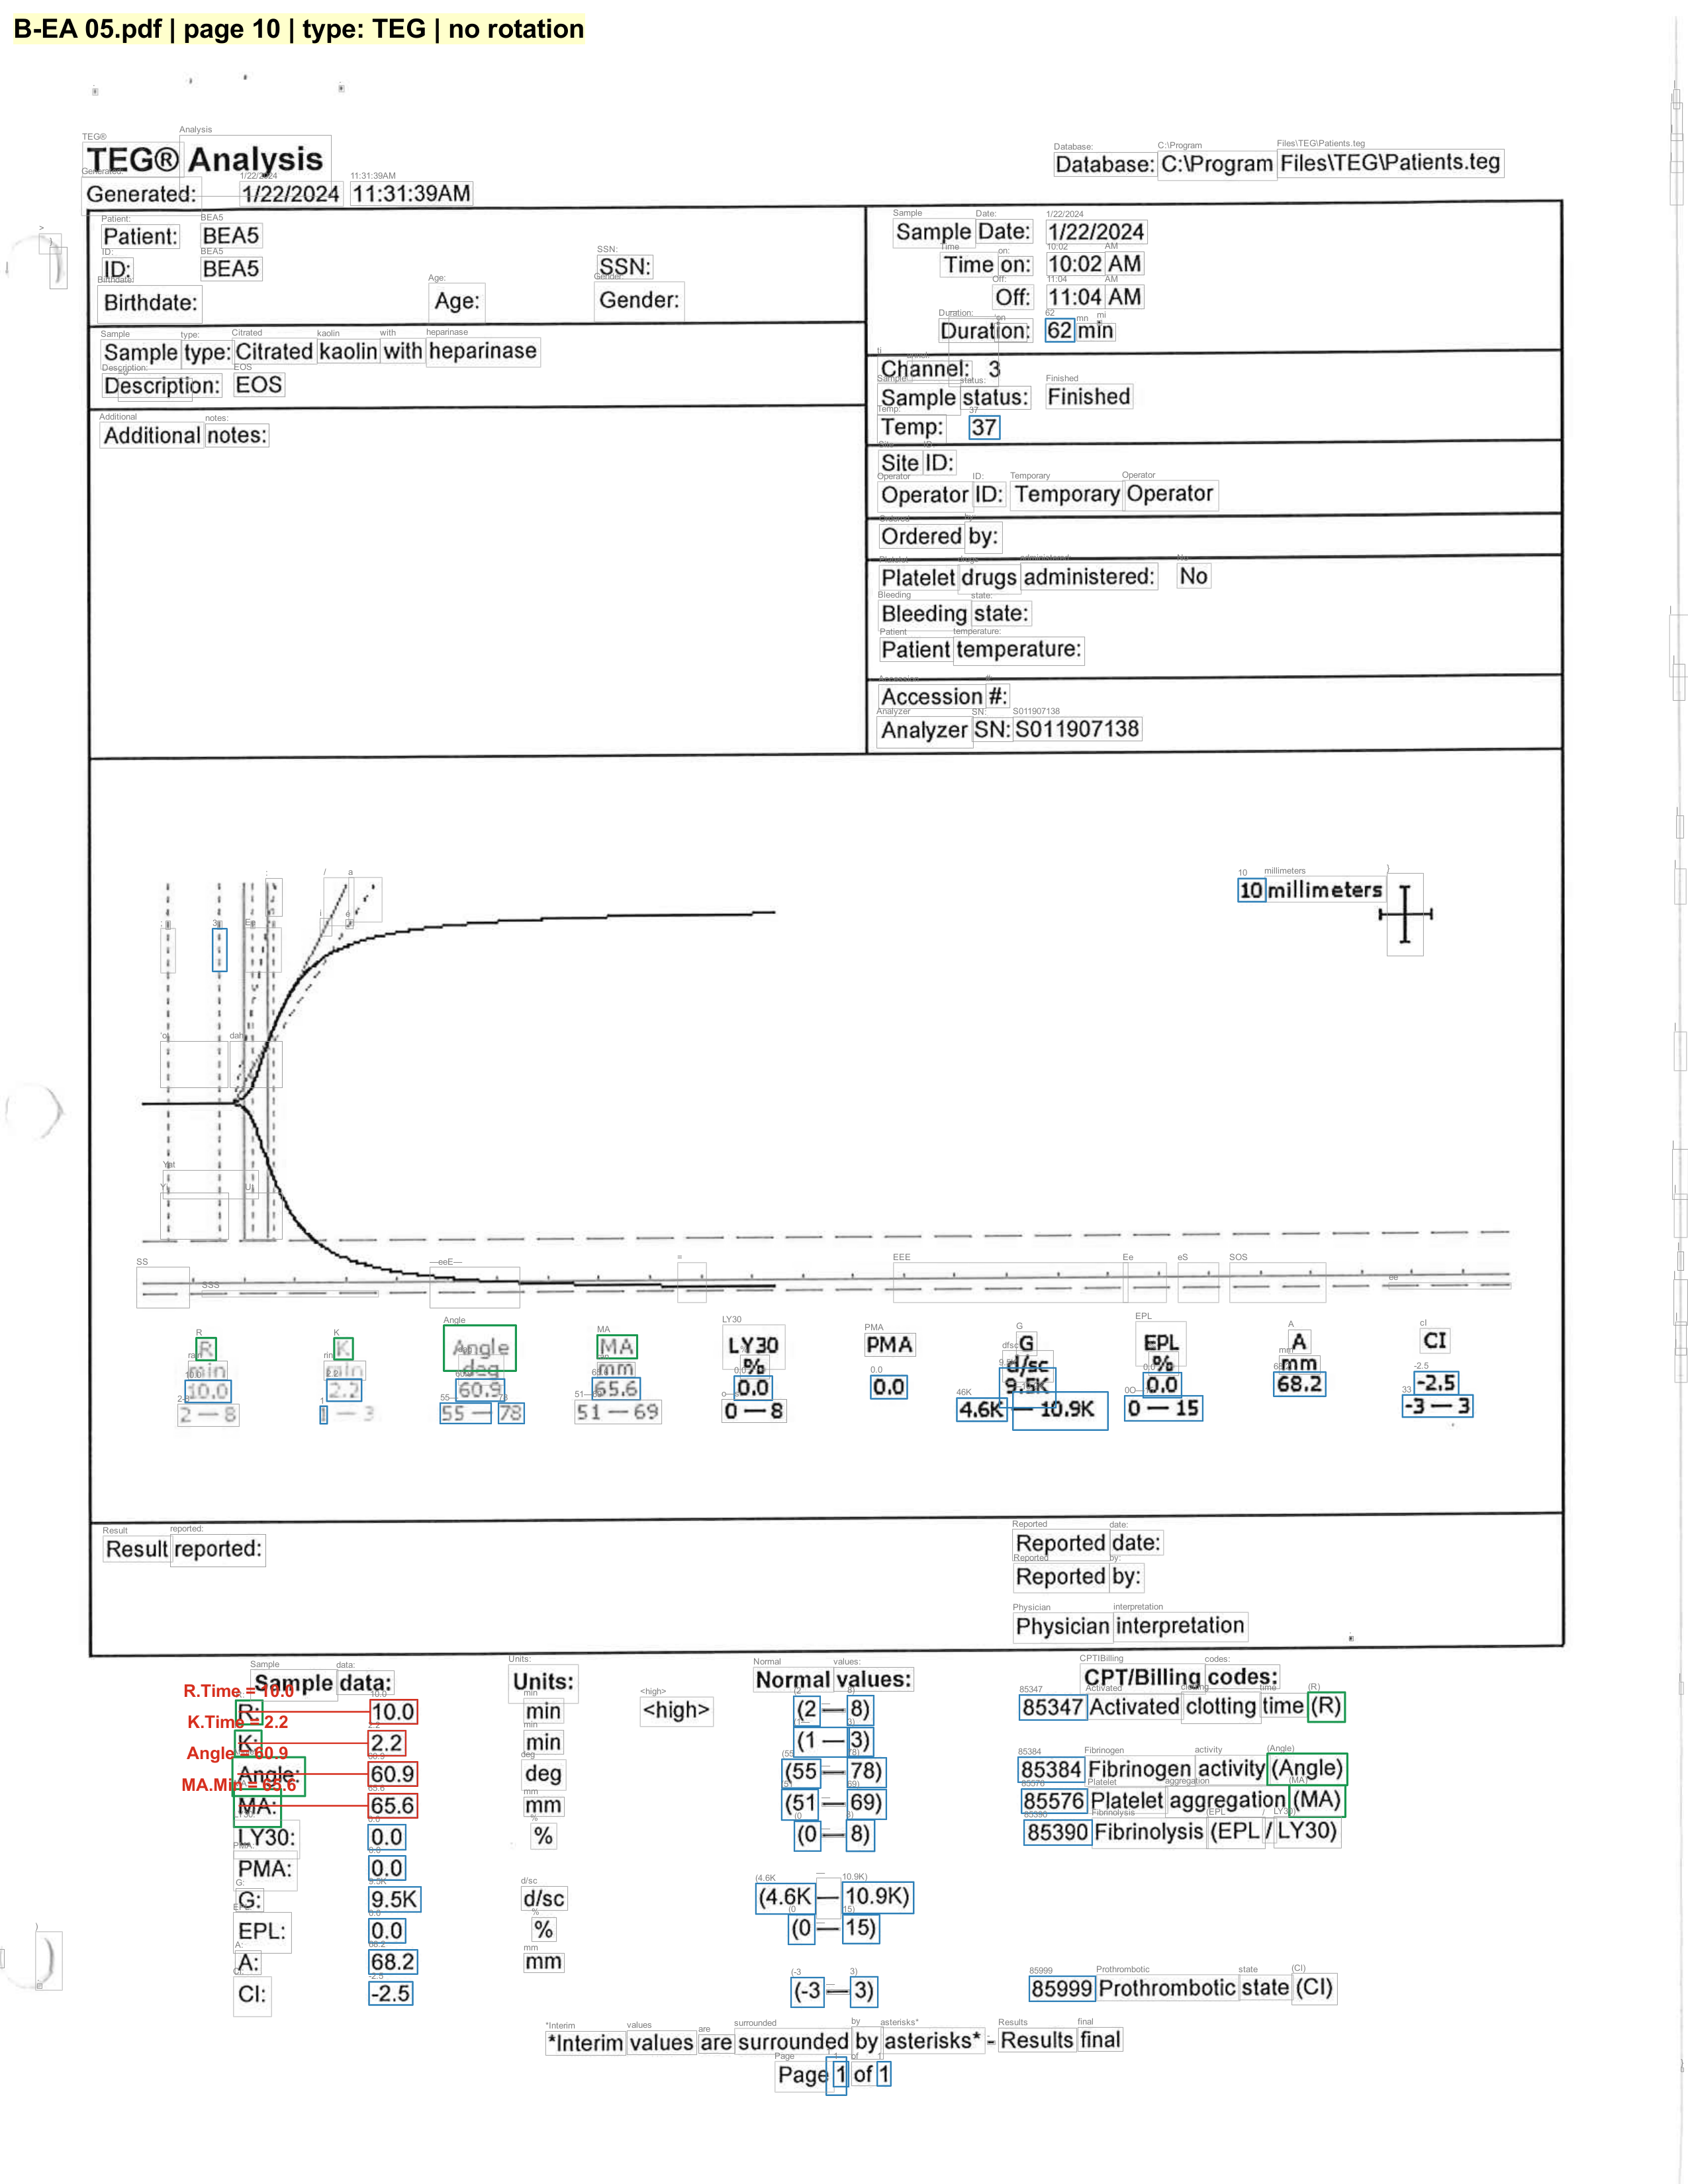 B-EA 05.pdf | page 10 | type: TEG | no rotation
TEG® Analysis
Database: C:\Program Files\TEG\Patients.teg
Generated: 1/22/2024 11:31:39AM
Patient: BEA5
ID: BEA5
SSN:
Birthdate:
Age:
Gender:
Sample type: Citrated kaolin with heparinase
Description: EOS
Additional notes:
Sample Date: 1/22/2024
Time on: 10:02 AM
Off: 11:04 AM
Duration: 62 min
Channel: 3
Sample status: Finished
Temp: 37
Site ID:
Operator ID: Temporary Operator
Ordered by:
Platelet drugs administered: No
Bleeding state:
Patient temperature:
Accession #:
Analyzer SN: S011907138
10 millimeters
R K Angle MA LY30 PMA G EPL A CI
min min deg mm % d/sc % mm
10.0 2.2 60.9 65.6 0.0 0.0 9.5K 0.0 68.2 -2.5
2 — 8 1 — 3 55 — 78 51 — 69 0 — 8 4.6K — 10.9K 0 — 15 -3 — 3
Result reported:
Reported date:
Reported by:
Physician interpretation
Sample data: Units: Normal values: CPT/Billing codes:
R.Time = 10.0
R: 10.0 min <high> (2 — 8) 85347 Activated clotting time (R)
K.Time = 2.2
K: 2.2 min (1 — 3)
Angle = 60.9
Angle: 60.9 deg (55 — 78) 85384 Fibrinogen activity (Angle)
MA.Min = 65.6
MA: 65.6 mm (51 — 69) 85576 Platelet aggregation (MA)
LY30: 0.0 % (0 — 8) 85390 Fibrinolysis (EPL / LY30)
PMA: 0.0
G: 9.5K d/sc (4.6K — 10.9K)
EPL: 0.0 % (0 — 15)
A: 68.2 mm
CI: -2.5 (-3 — 3) 85999 Prothrombotic state (CI)
*Interim values are surrounded by asterisks* - Results final
Page 1 of 1